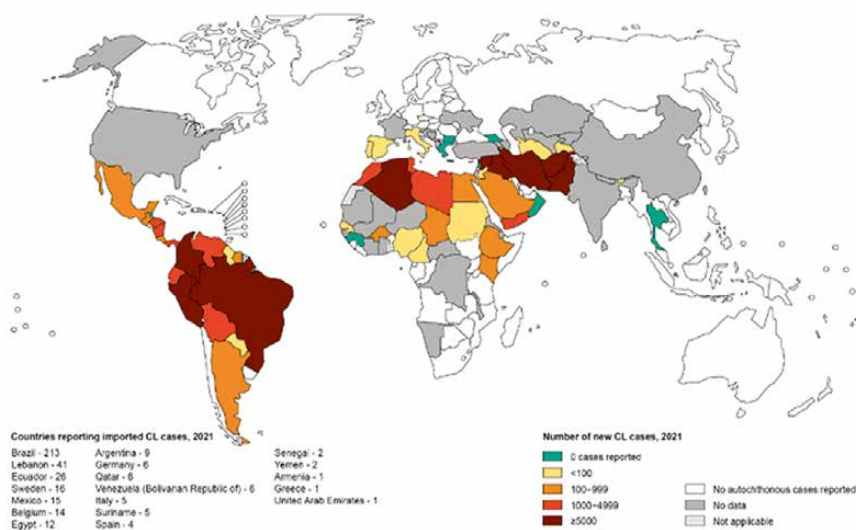 Countries reporting imported CL cases, 2021
Brazil - 213
Lebanon - 41
Ecuador - 26
Sweden - 16
Mexico - 15
Belgium - 14
Egypt - 12
Argentina - 9
Germany - 6
Qatar - 6
Venezuela (Bolivarian Republic of) - 6
Italy - 5
Suriname - 5
Spain - 4
Senegal - 2
Yemen - 2
Armenia - 1
Greece - 1
United Arab Emirates - 1
Number of new CL cases, 2021
0 cases reported
<100
100-999
1000-4999
≥5000
No autochthonous cases reported
No data
Not applicable